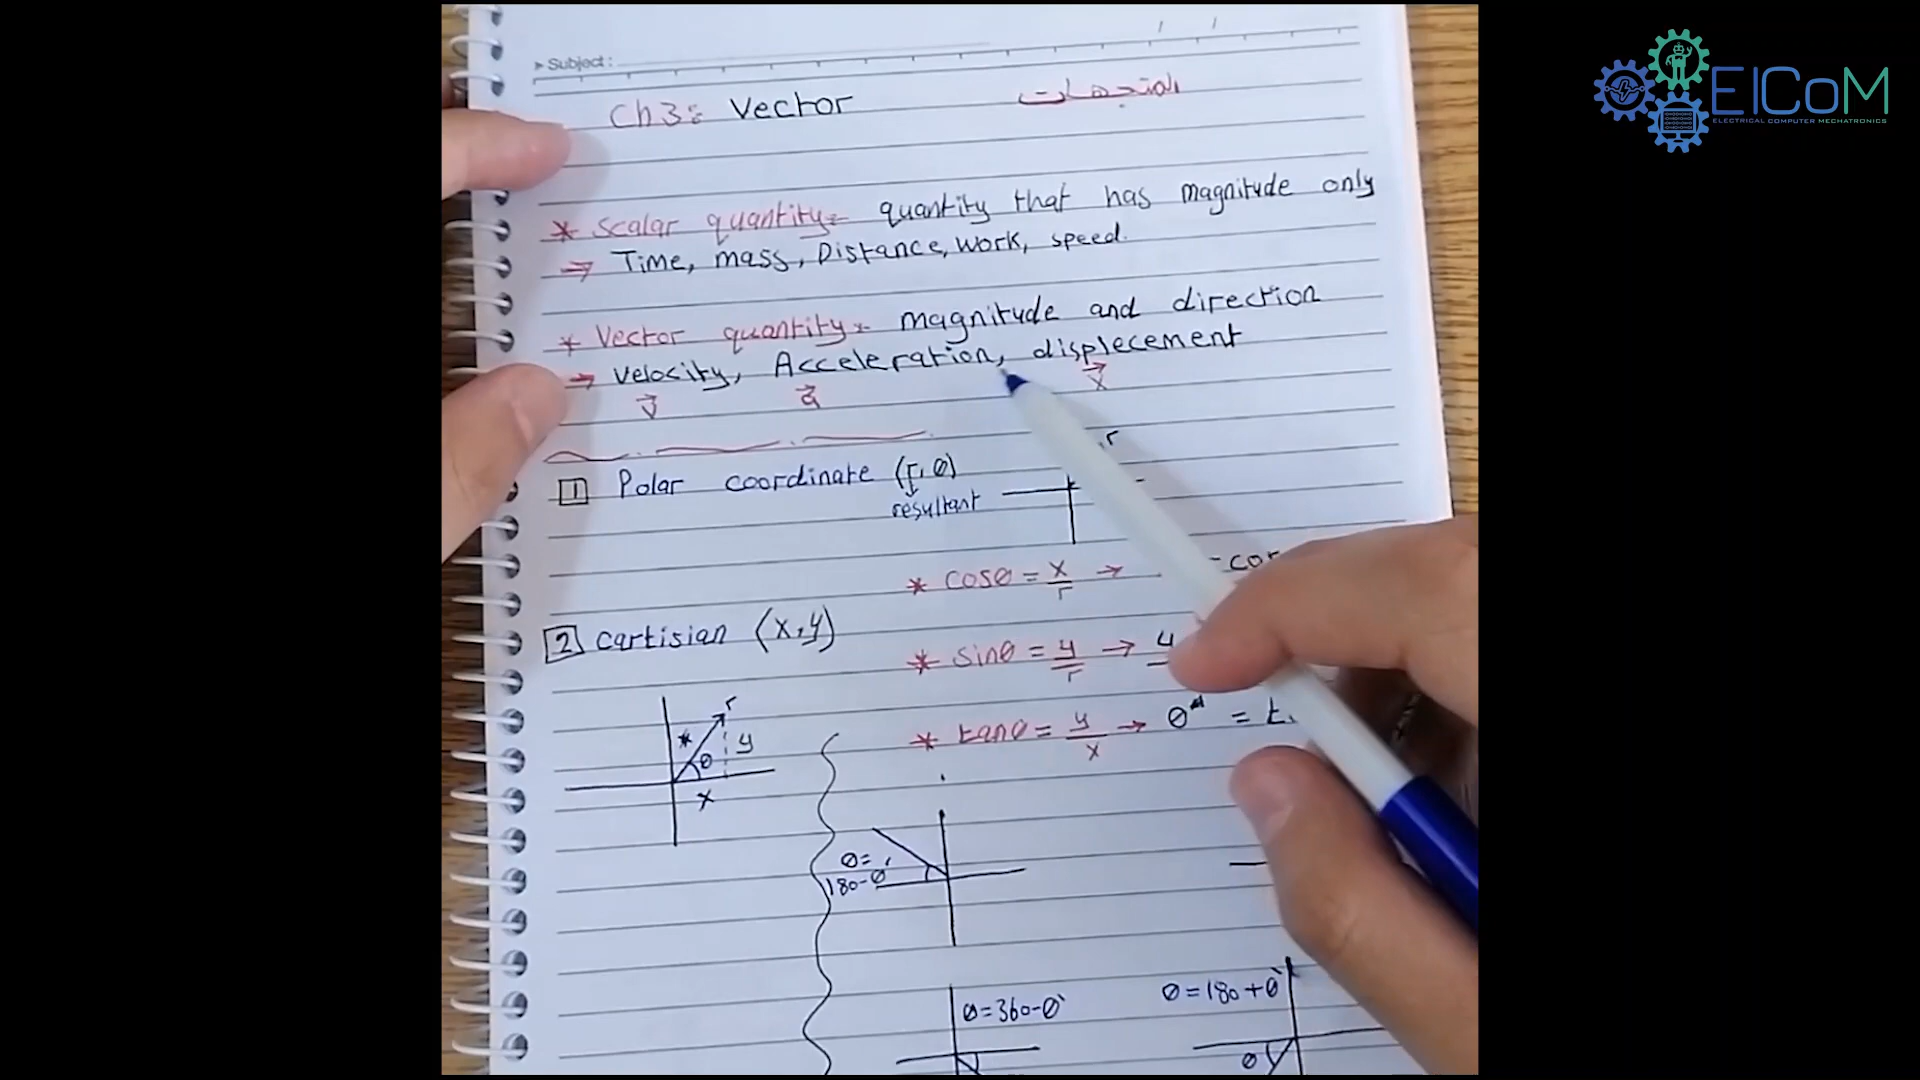 Subject :
Ch3: Vector المتجهات
* Scalar quantity= quantity that has magnitude only
→ Time, mass, Distance, work, speed.
* Vector quantity= magnitude and direction
→ Velocity, Acceleration, displecement
v⃗ a⃗ x⃗
1 Polar coordinate (r, θ)
resultant
r
* cosθ = x/r →
* sinθ = y/r → y
* tanθ = y/x → θ =
2 cartisian (x,y)
r
* y
θ
x
θ=
180-θ'
θ=360-θ'
θ=180+θ'
θ
EICoM
ELECTRICAL COMPUTER MECHATRONICS